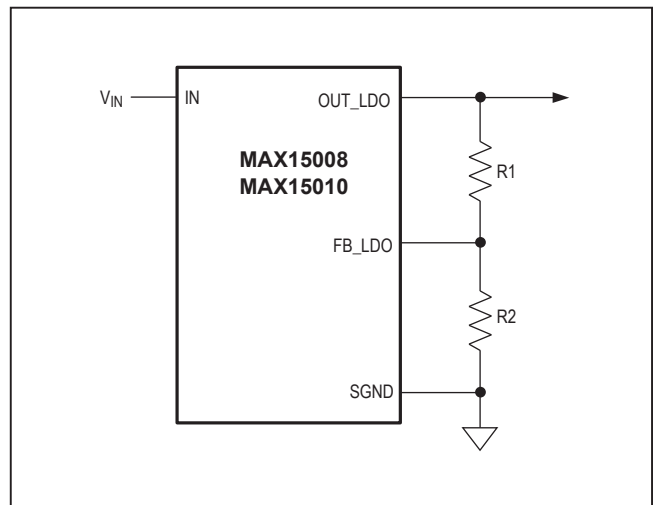 V_IN
IN
OUT_LDO
MAX15008
MAX15010
R1
FB_LDO
R2
SGND